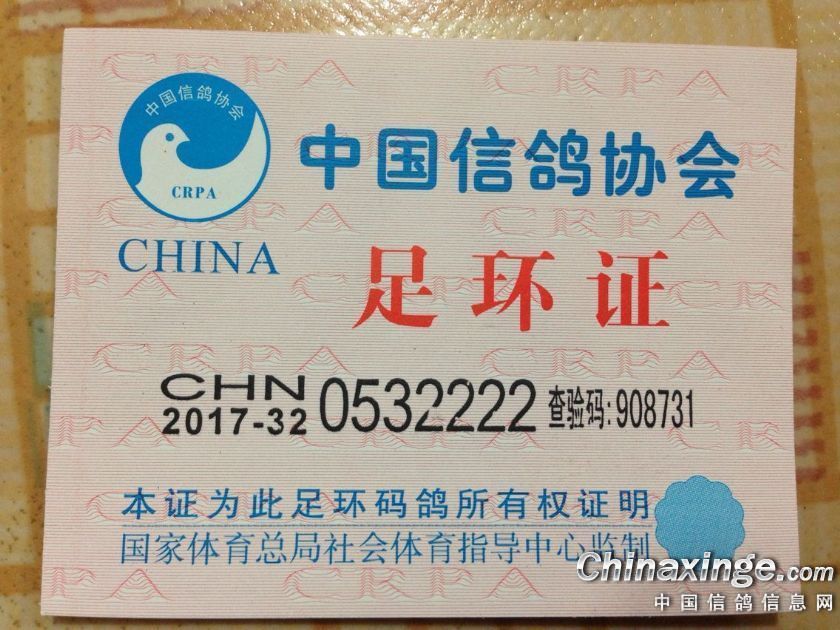 中国信鸽协会
CRPA
CHINA
中国信鸽协会
足环证
CHN
2017-32 0532222 查验码:908731
本证为此足环码鸽所有权证明
国家体育总局社会体育指导中心监制
Chinaxinge.com
中国信鸽信息网